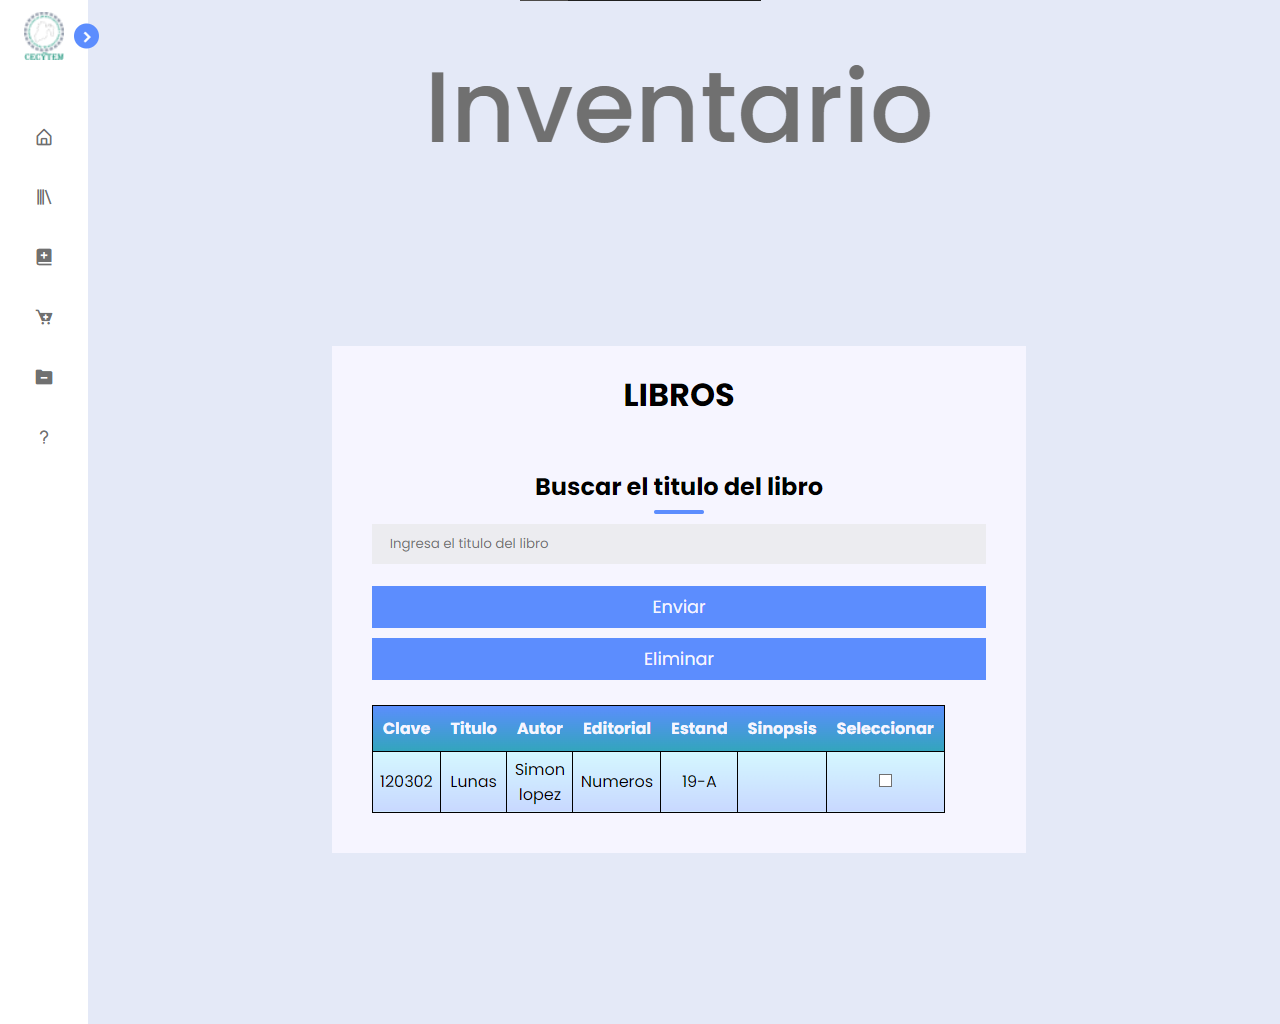 CECYTEM
Inventario
LIBROS
Buscar el titulo del libro
Ingresa el titulo del libro
Enviar
Eliminar
Clave Titulo Autor Editorial Estand Sinopsis Seleccionar
120302 Lunas Simon lopez Numeros 19-A